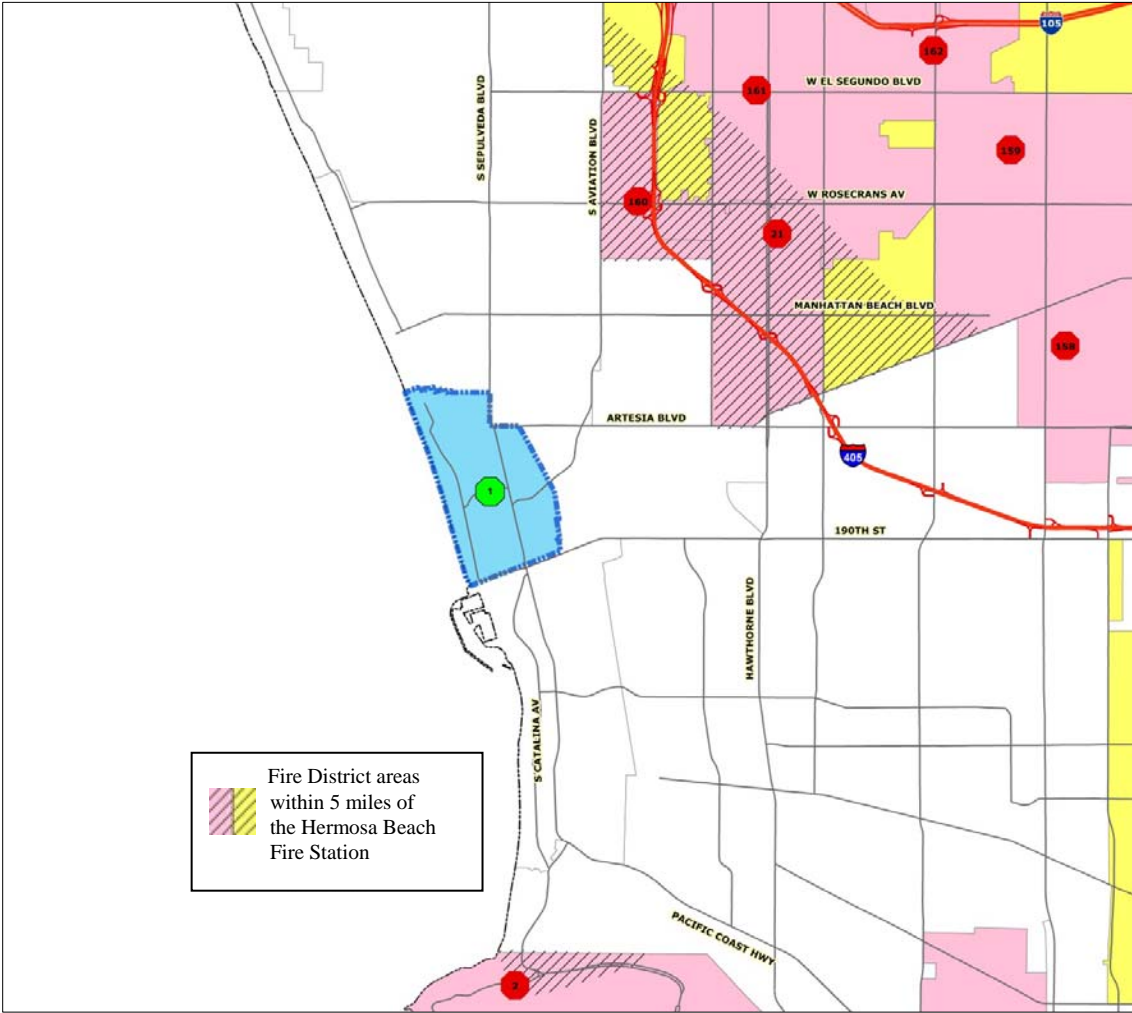 105
162
W EL SEGUNDO BLVD
161
S SEPULVEDA BLVD
S AVIATION BLVD
159
W ROSECRANS AV
160
21
MANHATTAN BEACH BLVD
158
ARTESIA BLVD
405
1
190TH ST
HAWTHORNE BLVD
S CATALINA AV
Fire District areas
within 5 miles of
the Hermosa Beach
Fire Station
PACIFIC COAST HWY
2